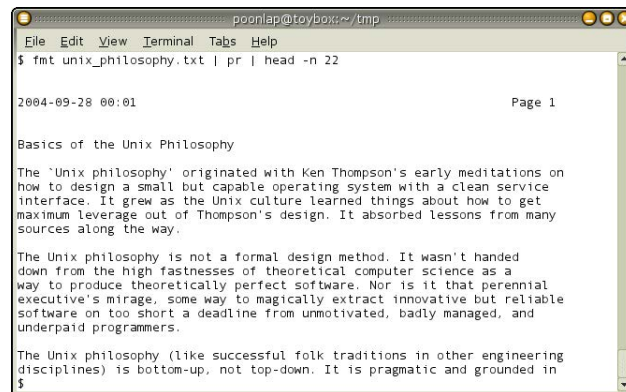 poonlap@toybox:~/tmp
File Edit View Terminal Tabs Help
$ fmt unix_philosophy.txt | pr | head -n 22
2004-09-28 00:01 Page 1
Basics of the Unix Philosophy
The `Unix philosophy' originated with Ken Thompson's early meditations on
how to design a small but capable operating system with a clean service
interface. It grew as the Unix culture learned things about how to get
maximum leverage out of Thompson's design. It absorbed lessons from many
sources along the way.
The Unix philosophy is not a formal design method. It wasn't handed
down from the high fastnesses of theoretical computer science as a
way to produce theoretically perfect software. Nor is it that perennial
executive's mirage, some way to magically extract innovative but reliable
software on too short a deadline from unmotivated, badly managed, and
underpaid programmers.
The Unix philosophy (like successful folk traditions in other engineering
disciplines) is bottom-up, not top-down. It is pragmatic and grounded in
$